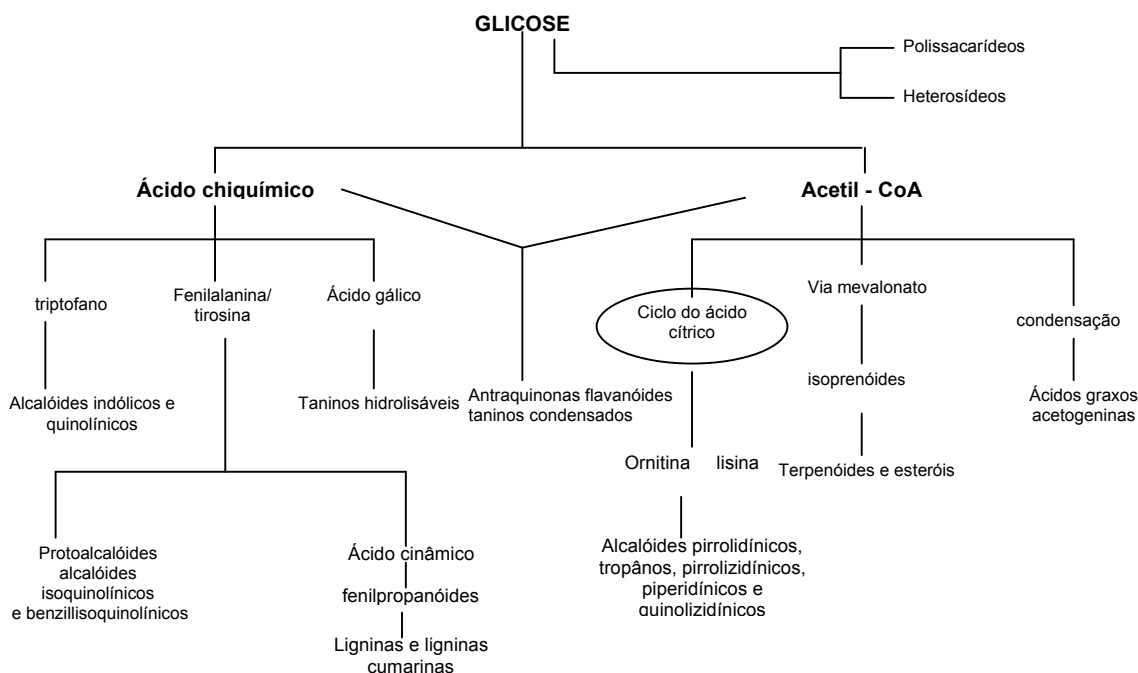 GLICOSE
Polissacarídeos
Heterosídeos
Ácido chiquímico
Acetil - CoA
triptofano
Fenilalanina/
tirosina
Ácido gálico
Ciclo do ácido
cítrico
Via mevalonato
condensação
Alcalóides indólicos e
quinolínicos
Taninos hidrolisáveis
Antraquinonas flavanóides
taninos condensados
isoprenóides
Ácidos graxos
acetogeninas
Ornitina lisina
Terpenóides e esteróis
Protoalcalóides
alcalóides
isoquinolínicos
e benzillisoquinolínicos
Ácido cinâmico
fenilpropanóides
Ligninas e ligninas
cumarinas
Alcalóides pirrolidínicos,
tropânos, pirrolizidínicos,
piperidínicos e
quinolizidínicos